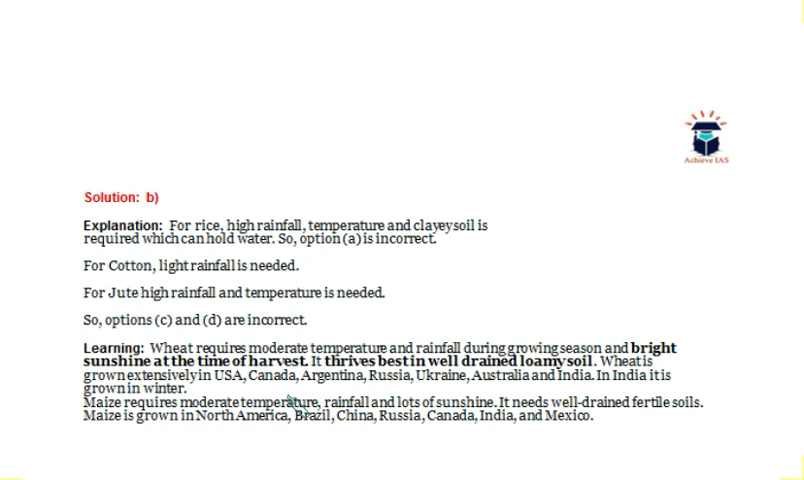 Achieve IAS
Solution: b)
Explanation: For rice, high rainfall, temperature and clayey soil is
required which can hold water. So, option (a) is incorrect.
For Cotton, light rainfall is needed.
For Jute high rainfall and temperature is needed.
So, options (c) and (d) are incorrect.
Learning: Wheat requires moderate temperature and rainfall during growing season and bright
sunshine at the time of harvest. It thrives best in well drained loamy soil. Wheat is
grown extensively in USA, Canada, Argentina, Russia, Ukraine, Australia and India. In India it is
grown in winter.
Maize requires moderate temperature, rainfall and lots of sunshine. It needs well-drained fertile soils.
Maize is grown in North America, Brazil, China, Russia, Canada, India, and Mexico.